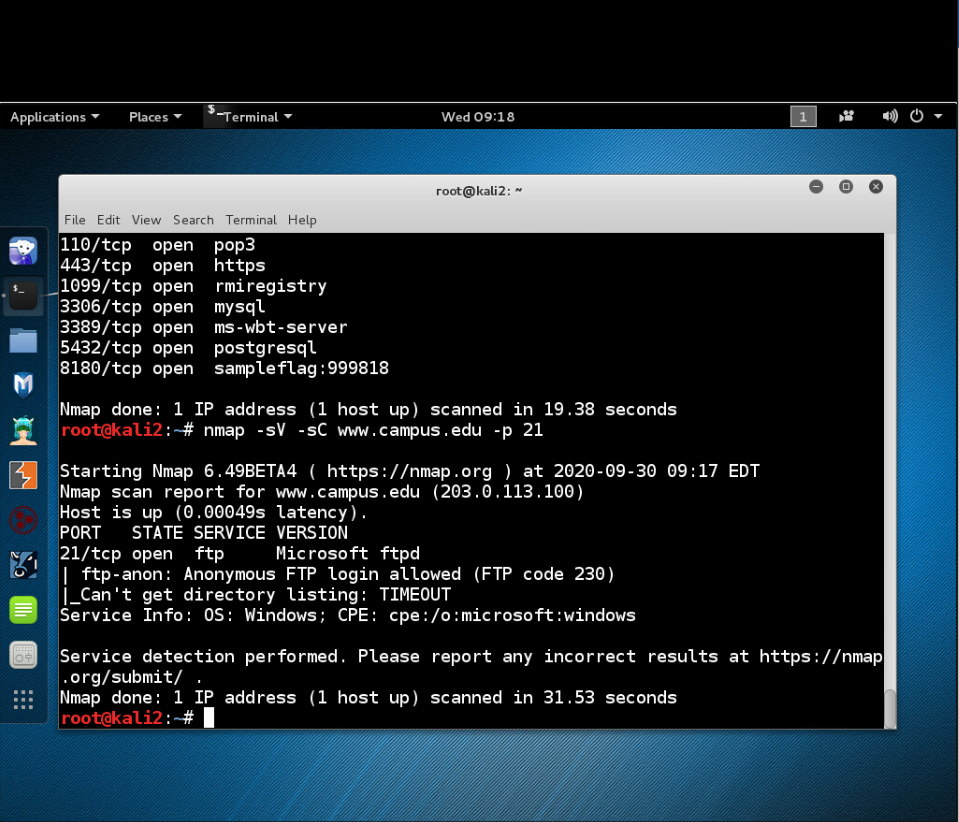 Applications Places $_Terminal Wed 09:18 1
root@kali2: ~
File Edit View Search Terminal Help
110/tcp open pop3
443/tcp open https
1099/tcp open rmiregistry
3306/tcp open mysql
3389/tcp open ms-wbt-server
5432/tcp open postgresql
8180/tcp open sampleflag:999818
Nmap done: 1 IP address (1 host up) scanned in 19.38 seconds
root@kali2:~# nmap -sV -sC www.campus.edu -p 21
Starting Nmap 6.49BETA4 ( https://nmap.org ) at 2020-09-30 09:17 EDT
Nmap scan report for www.campus.edu (203.0.113.100)
Host is up (0.00049s latency).
PORT STATE SERVICE VERSION
21/tcp open ftp Microsoft ftpd
| ftp-anon: Anonymous FTP login allowed (FTP code 230)
|_Can't get directory listing: TIMEOUT
Service Info: OS: Windows; CPE: cpe:/o:microsoft:windows
Service detection performed. Please report any incorrect results at https://nmap
.org/submit/ .
Nmap done: 1 IP address (1 host up) scanned in 31.53 seconds
root@kali2:~#